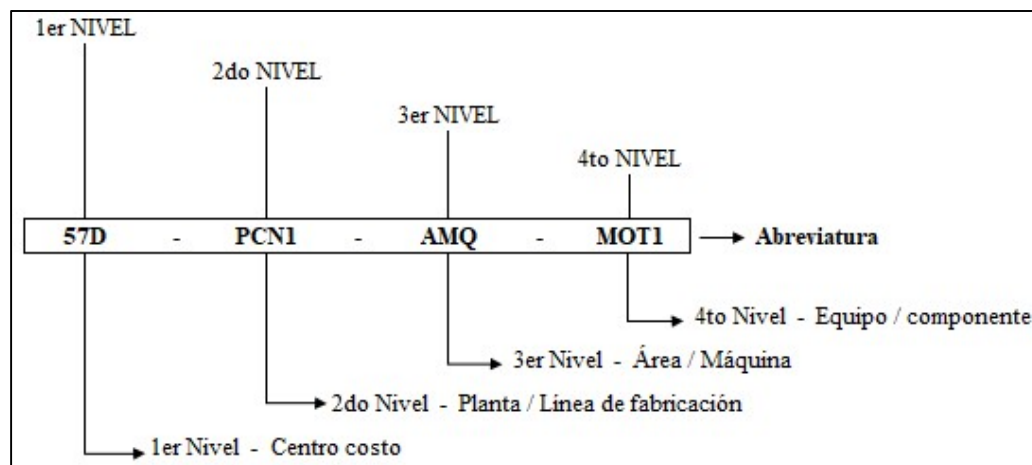 1er NIVEL
2do NIVEL
3er NIVEL
4to NIVEL
57D - PCN1 - AMQ - MOT1 Abreviatura
4to Nivel - Equipo / componente
3er Nivel - Área / Máquina
2do Nivel - Planta / Línea de fabricación
1er Nivel - Centro costo